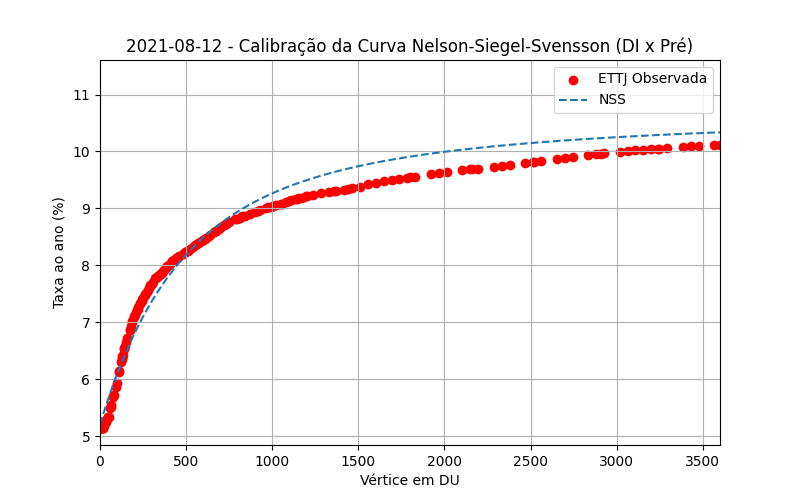 2021-08-12 - Calibração da Curva Nelson-Siegel-Svensson (DI x Pré)
ETTJ Observada
NSS
Taxa ao ano (%)
11
10
9
8
7
6
5
0 500 1000 1500 2000 2500 3000 3500
Vértice em DU